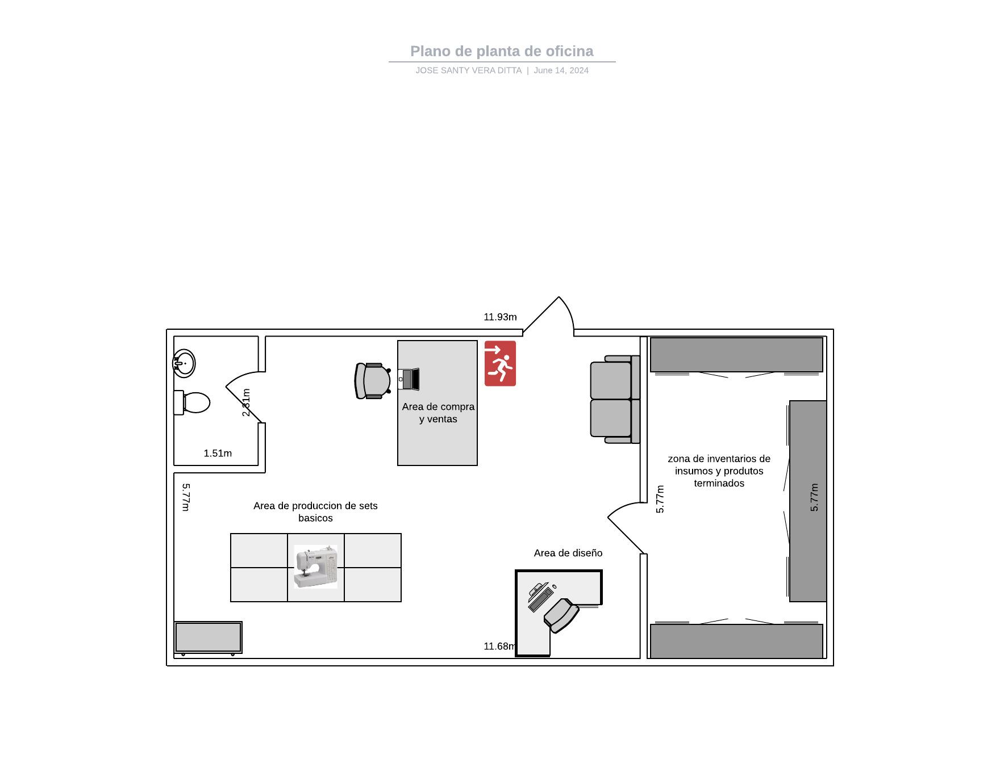 Plano de planta de oficina
JOSE SANTY VERA DITTA | June 14, 2024
11.93m
2.31m
Area de compra
y ventas
1.51m
zona de inventarios de
insumos y produtos
terminados
5.77m
5.77m
5.77m
Area de produccion de sets
basicos
Area de diseño
11.68m